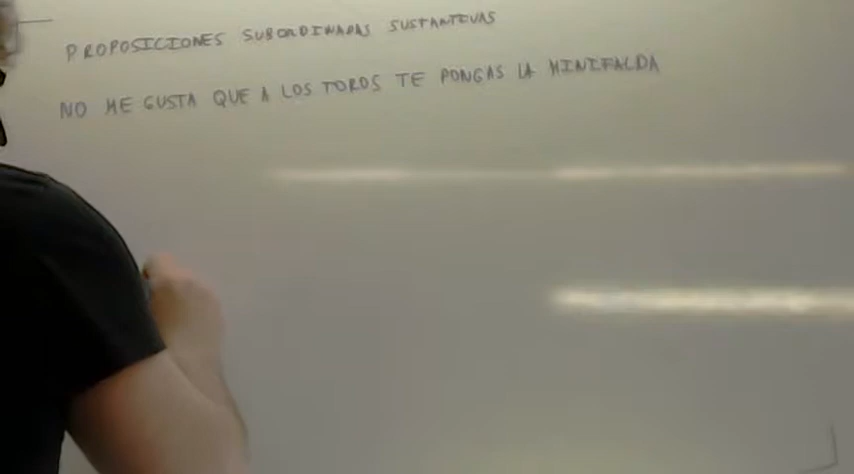 PROPOSICIONES SUBORDINADAS SUSTANTIVAS
NO ME GUSTA QUE A LOS TOROS TE PONGAS LA MINIFALDA